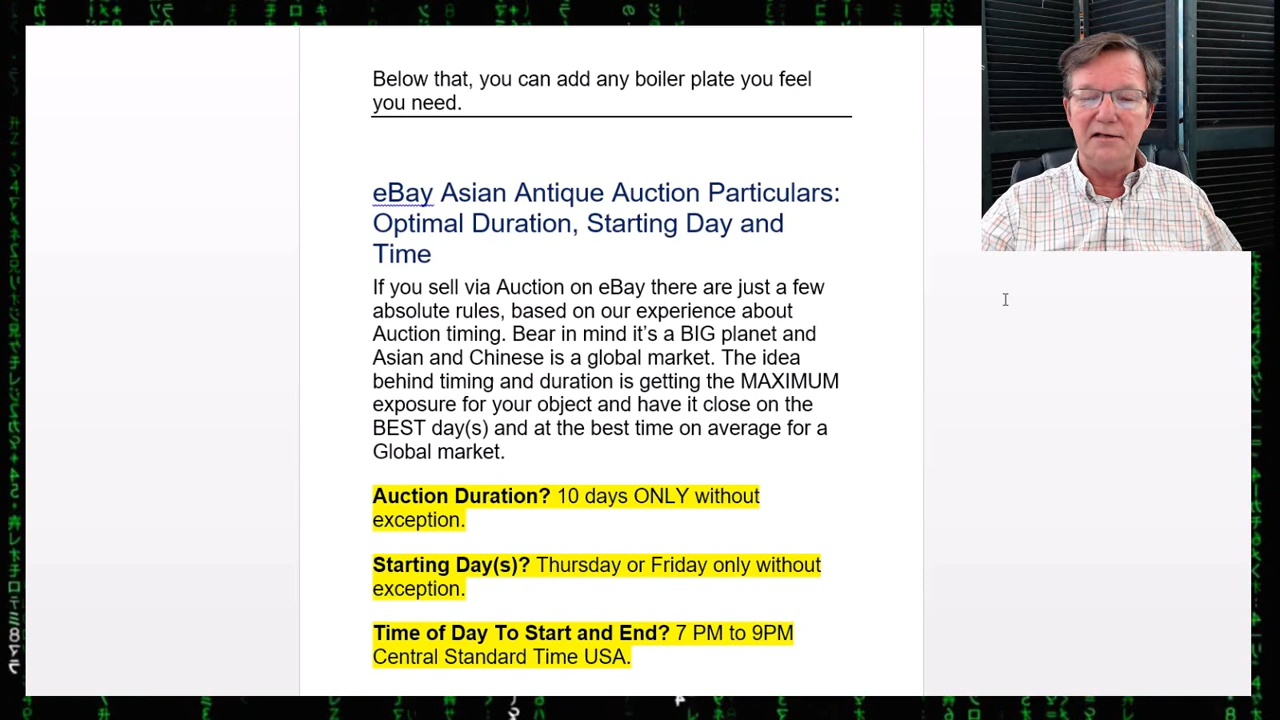 Below that, you can add any boiler plate you feel
you need.
eBay Asian Antique Auction Particulars:
Optimal Duration, Starting Day and
Time
If you sell via Auction on eBay there are just a few
absolute rules, based on our experience about
Auction timing. Bear in mind it’s a BIG planet and
Asian and Chinese is a global market. The idea
behind timing and duration is getting the MAXIMUM
exposure for your object and have it close on the
BEST day(s) and at the best time on average for a
Global market.
Auction Duration? 10 days ONLY without
exception.
Starting Day(s)? Thursday or Friday only without
exception.
Time of Day To Start and End? 7 PM to 9PM
Central Standard Time USA.